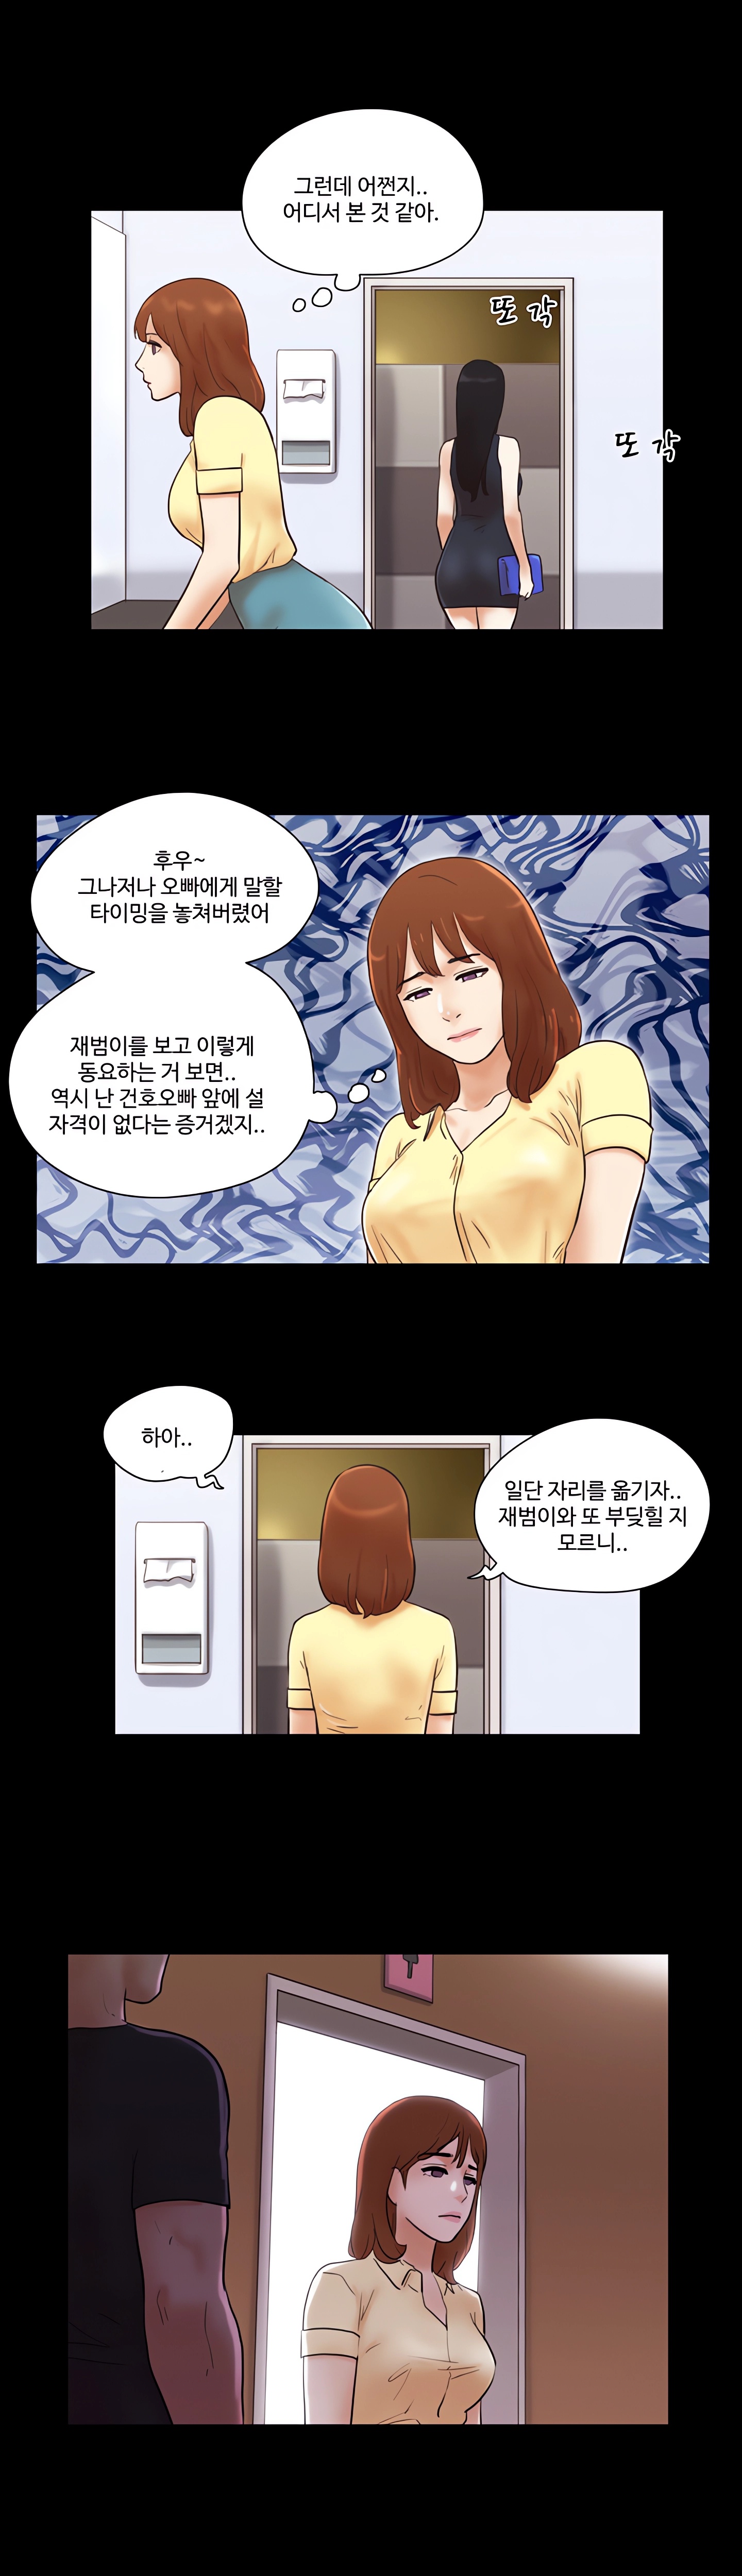 그런데 어쩐지..
어디서 본 것 같아.
또 각
또 각
후우~
그나저나 오빠에게 말할
타이밍을 놓쳐버렸어
재범이를 보고 이렇게
동요하는 거 보면..
역시 난 건호오빠 앞에 설
자격이 없다는 증거겠지..
하아..
일단 자리를 옮기자..
재범이와 또 부딪힐 지
모르니..